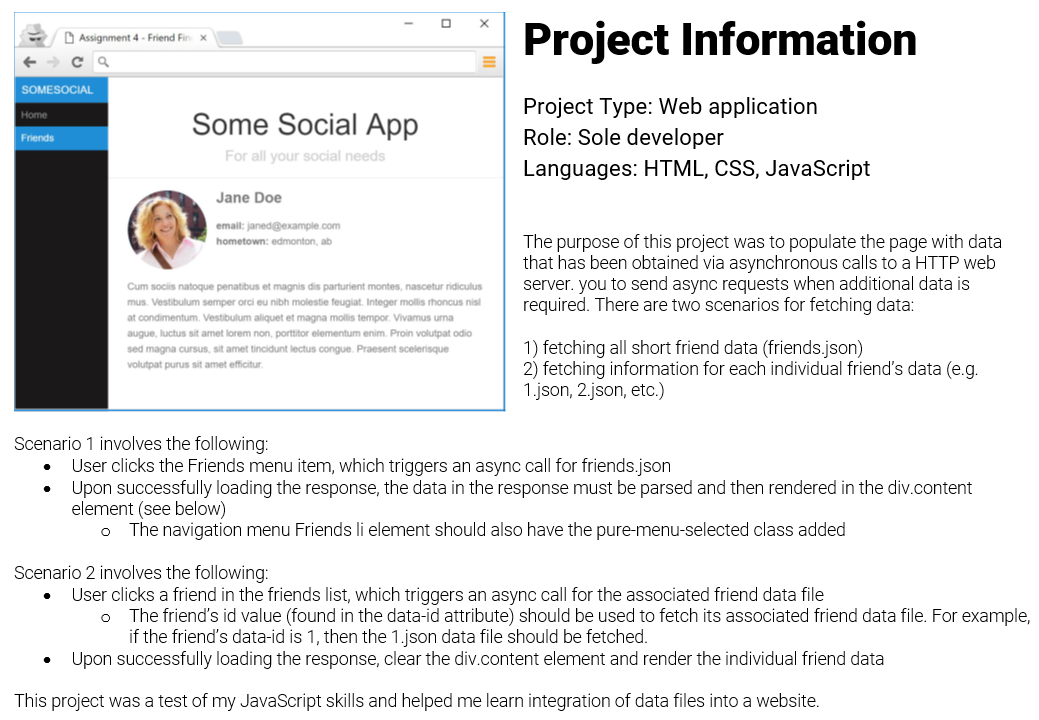 Assignment 4 - Friend Fin
SOMESOCIAL
Home
Friends
Some Social App
For all your social needs
Jane Doe
email: janed@example.com
hometown: edmonton, ab
Cum sociis natoque penatibus et magnis dis parturient montes, nascetur ridiculus
mus. Vestibulum semper orci eu nibh molestie feugiat. Integer mollis rhoncus nisl
at condimentum. Vestibulum aliquet et magna mollis tempor. Vivamus urna
augue, luctus sit amet lorem non, porttitor elementum enim. Proin volutpat odio
sed magna cursus, sit amet tincidunt lectus congue. Praesent scelerisque
volutpat purus sit amet efficitur.
Project Information
Project Type: Web application
Role: Sole developer
Languages: HTML, CSS, JavaScript
The purpose of this project was to populate the page with data
that has been obtained via asynchronous calls to a HTTP web
server. you to send async requests when additional data is
required. There are two scenarios for fetching data:
1) fetching all short friend data (friends.json)
2) fetching information for each individual friend’s data (e.g.
1.json, 2.json, etc.)
Scenario 1 involves the following:
• User clicks the Friends menu item, which triggers an async call for friends.json
• Upon successfully loading the response, the data in the response must be parsed and then rendered in the div.content
element (see below)
o The navigation menu Friends li element should also have the pure-menu-selected class added
Scenario 2 involves the following:
• User clicks a friend in the friends list, which triggers an async call for the associated friend data file
o The friend’s id value (found in the data-id attribute) should be used to fetch its associated friend data file. For example,
if the friend’s data-id is 1, then the 1.json data file should be fetched.
• Upon successfully loading the response, clear the div.content element and render the individual friend data
This project was a test of my JavaScript skills and helped me learn integration of data files into a website.